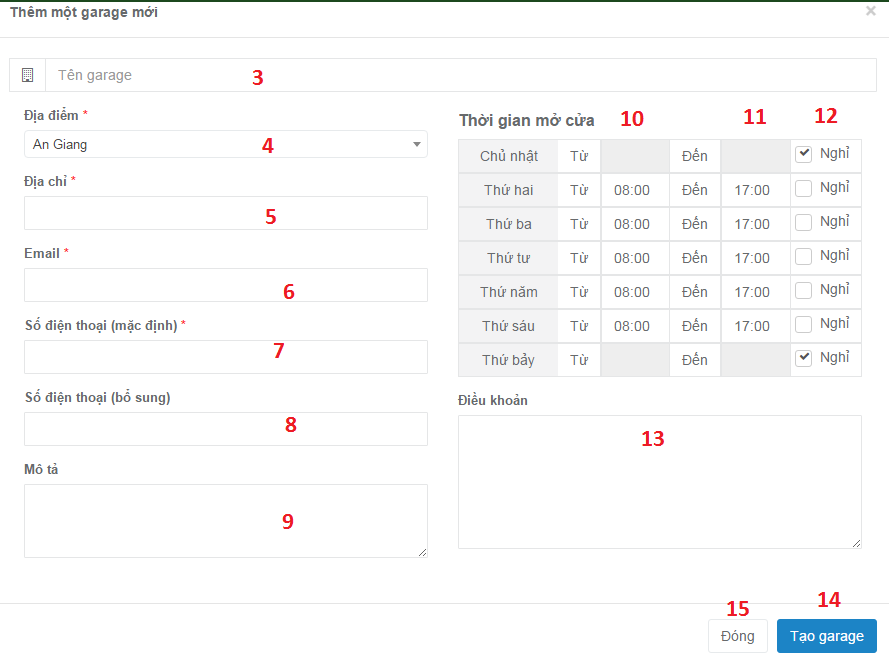 Thêm một garage mới ×
Tên garage 3
Địa điểm *
An Giang 4
Địa chỉ *
5
Email *
6
Số điện thoại (mặc định) *
7
Số điện thoại (bổ sung)
8
Mô tả
9
Thời gian mở cửa 10 11 12
Chủ nhật Từ Đến Nghỉ
Thứ hai Từ 08:00 Đến 17:00 Nghỉ
Thứ ba Từ 08:00 Đến 17:00 Nghỉ
Thứ tư Từ 08:00 Đến 17:00 Nghỉ
Thứ năm Từ 08:00 Đến 17:00 Nghỉ
Thứ sáu Từ 08:00 Đến 17:00 Nghỉ
Thứ bảy Từ Đến Nghỉ
Điều khoản
13
15 14
Đóng Tạo garage